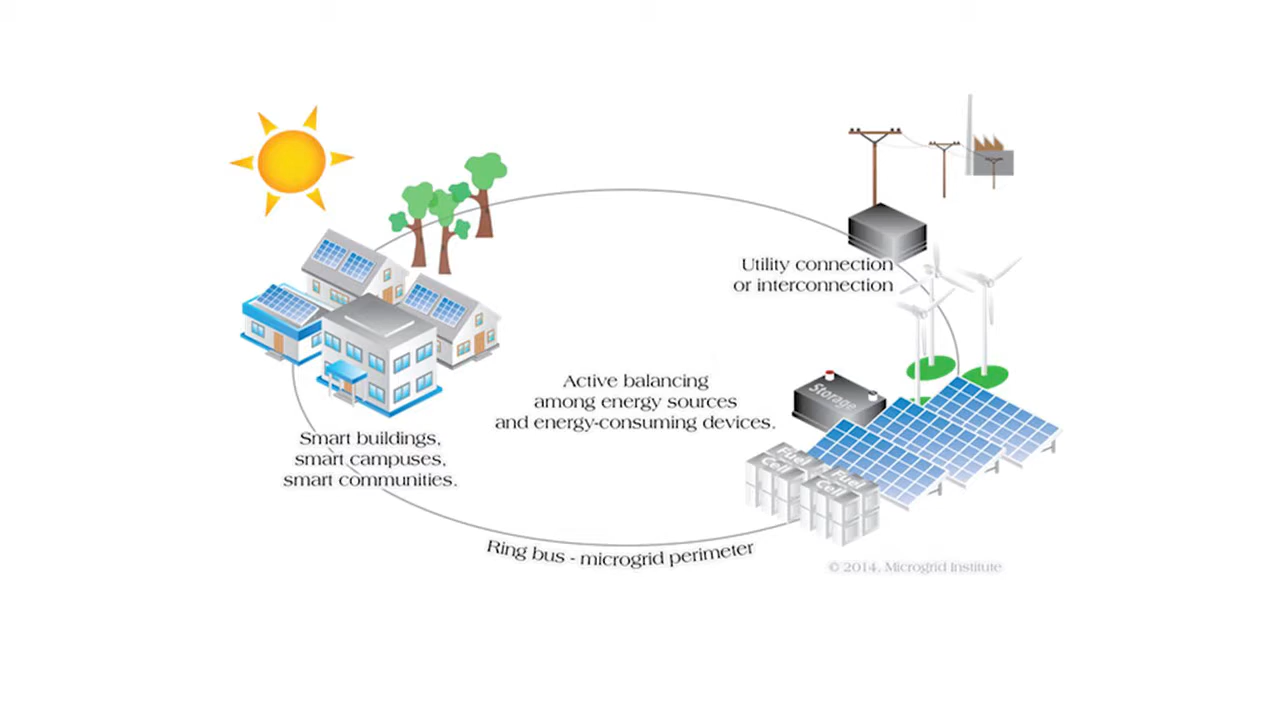 Utility connection
or interconnection
Storage
Active balancing
among energy sources
and energy-consuming devices.
Smart buildings,
smart campuses,
smart communities.
Fuel
Cell
Fuel
Cell
Ring bus - microgrid perimeter
© 2014, Microgrid Institute